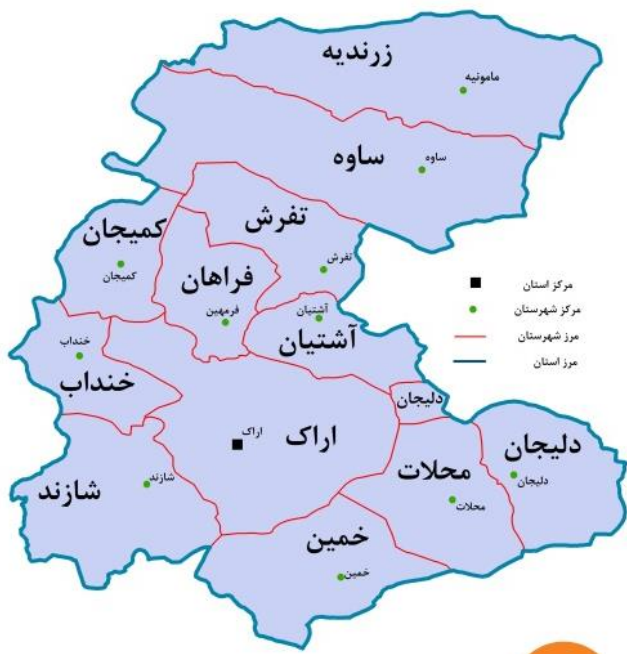 زرندیه
مامونیه
ساوه
ساوه
تفرش
تفرش
کمیجان
کمیجان
فراهان
فرمهین
آشتیان
آشتیان
خنداب
خنداب
دلیجان
اراک
اراک
دلیجان
دلیجان
محلات
محلات
شازند
شازند
خمین
خمین
مرکز استان
مرکز شهرستان
مرز شهرستان
مرز استان